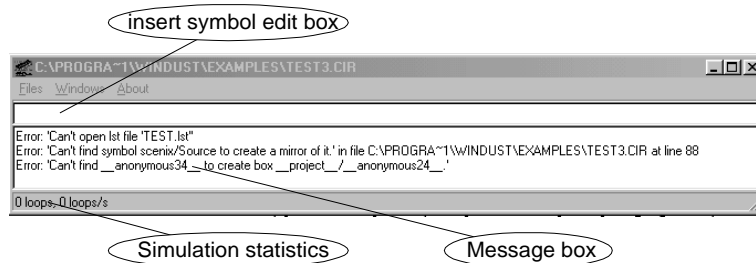 insert symbol edit box
C:\PROGRA~1\WINDUST\EXAMPLES\TEST3.CIR
Files Windows About
Error: 'Can't open lst file 'TEST.lst''
Error: 'Can't find symbol scenix/Source to create a mirror of it.' in file C:\PROGRA~1\WINDUST\EXAMPLES\TEST3.CIR at line 88
Error: 'Can't find __anonymous34__ to create box __project__/__anonymous24__.'
0 loops, 0 loops/s
Simulation statistics
Message box